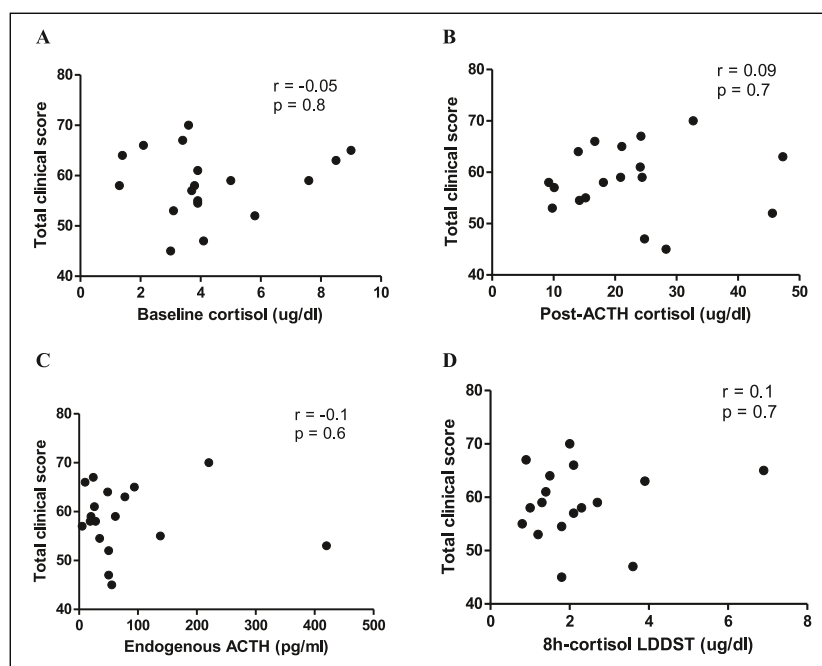 A
r = -0.05
p = 0.8
Total clinical score
80
70
60
50
40
0 2 4 6 8 10
Baseline cortisol (ug/dl)
B
r = 0.09
p = 0.7
Total clinical score
80
70
60
50
40
0 10 20 30 40 50
Post-ACTH cortisol (ug/dl)
C
r = -0.1
p = 0.6
Total clinical score
80
70
60
50
40
0 100 200 300 400 500
Endogenous ACTH (pg/ml)
D
r = 0.1
p = 0.7
Total clinical score
80
70
60
50
40
0 2 4 6 8
8h-cortisol LDDST (ug/dl)